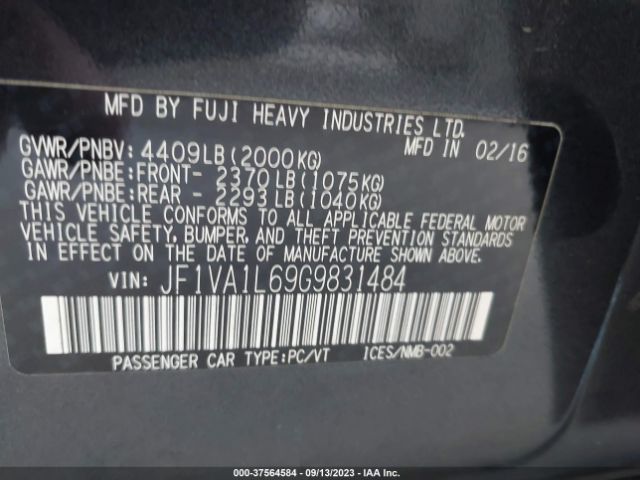 MFD BY FUJI HEAVY INDUSTRIES LTD.
MFD IN 02/16
GVWR/PNBV: 4409LB(2000KG)
GAWR/PNBE:FRONT- 2370LB(1075KG)
GAWR/PNBE:REAR - 2293LB(1040KG)
THIS VEHICLE CONFORMS TO ALL APPLICABLE FEDERAL MOTOR
VEHICLE SAFETY, BUMPER, AND THEFT PREVENTION STANDARDS
IN EFFECT ON THE DATE OF MANUFACTURE SHOWN ABOVE.
VIN: JF1VA1L69G9831484
PASSENGER CAR TYPE:PC/VT ICES/NMB-002
000-37564584 - 09/13/2023 - IAAI.COM